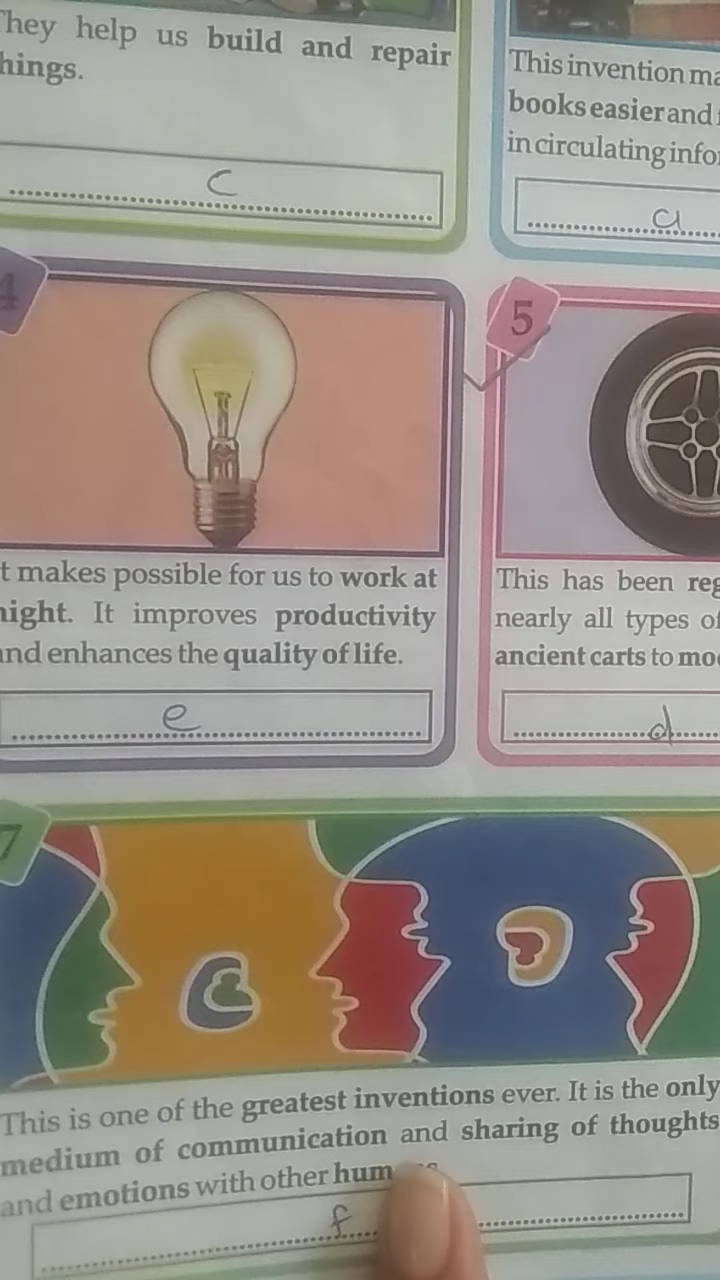 They help us build and repair
things.
c
This invention ma
books easier and f
in circulating info
a
4
5
t makes possible for us to work at
night. It improves productivity
and enhances the quality of life.
e
This has been reg
nearly all types of
ancient carts to mo
d
7
This is one of the greatest inventions ever. It is the only
medium of communication and sharing of thoughts
and emotions with other hum
f